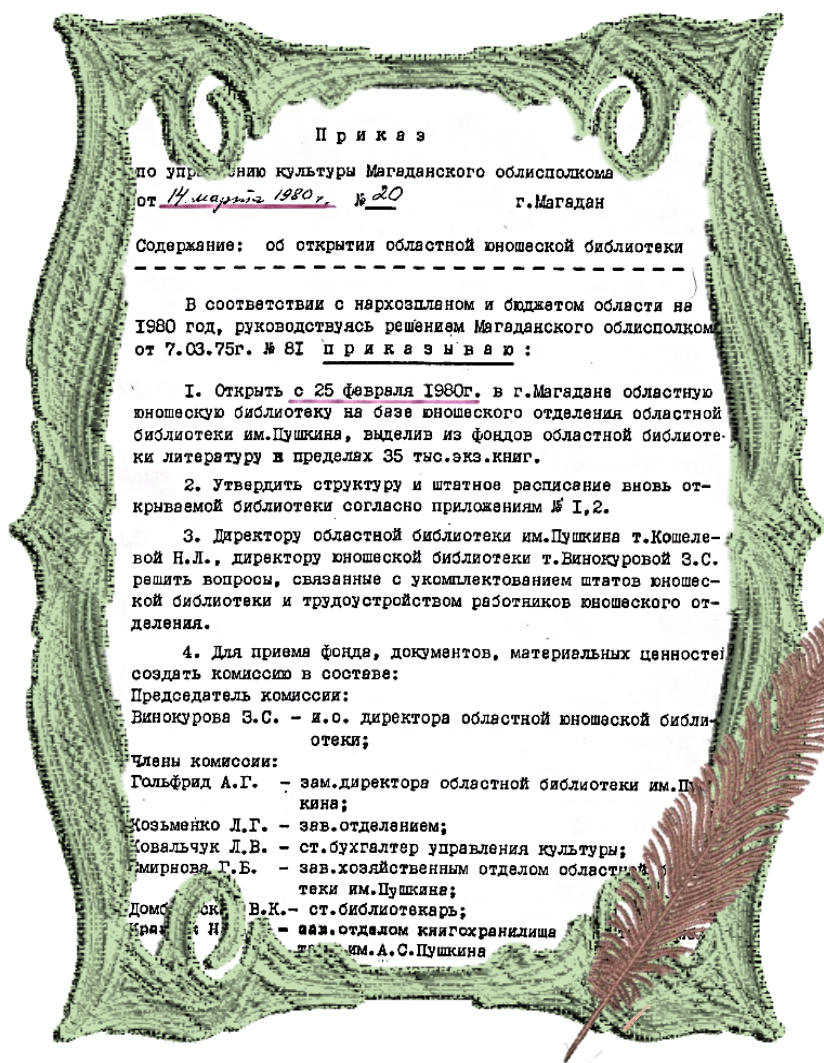 П р и к а з
по управлению культуры Магаданского облисполкома
от 14 марта 1980 г. № 20 г.Магадан
Содержание: об открытии областной юношеской библиотеки
В соответствии с нархозпланом и бюджетом области на
1980 год, руководствуясь решением Магаданского облисполком
от 7.03.75г. № 81 п р и к а з ы в а ю :
1. Открыть с 25 февраля 1980г. в г.Магадане областную
юношескую библиотеку на базе юношеского отделения областной
библиотеки им.Пушкина, выделив из фондов областной библиоте-
ки литературу в пределах 35 тыс.экз.книг.
2. Утвердить структуру и штатное расписание вновь от-
крываемой библиотеки согласно приложениям № 1,2.
3. Директору областной библиотеки им.Пушкина т.Кошеле-
вой Н.Л., директору юношеской библиотеки т.Винокуровой З.С.
решить вопросы, связанные с укомплектованием штатов юношес-
кой библиотеки и трудоустройством работников юношеского от-
деления.
4. Для приема фонда, документов, материальных ценностей
создать комиссию в составе:
Председатель комиссии:
Винокурова З.С. - и.о. директора областной юношеской библи-
отеки;
Члены комиссии:
Гольфрид А.Г. - зам.директора областной библиотеки им.Пуш-
кина;
Козьменко Л.Г. - зав.отделением;
Ковальчук Л.В. - ст.бухгалтер управления культуры;
Смирнова Г.Б. - зав.хозяйственным отделом област
теки им.Пушкина;
В.К.- ст.библиотекарь;
- зав.отделом книгохранилища
им.А.С.Пушкина